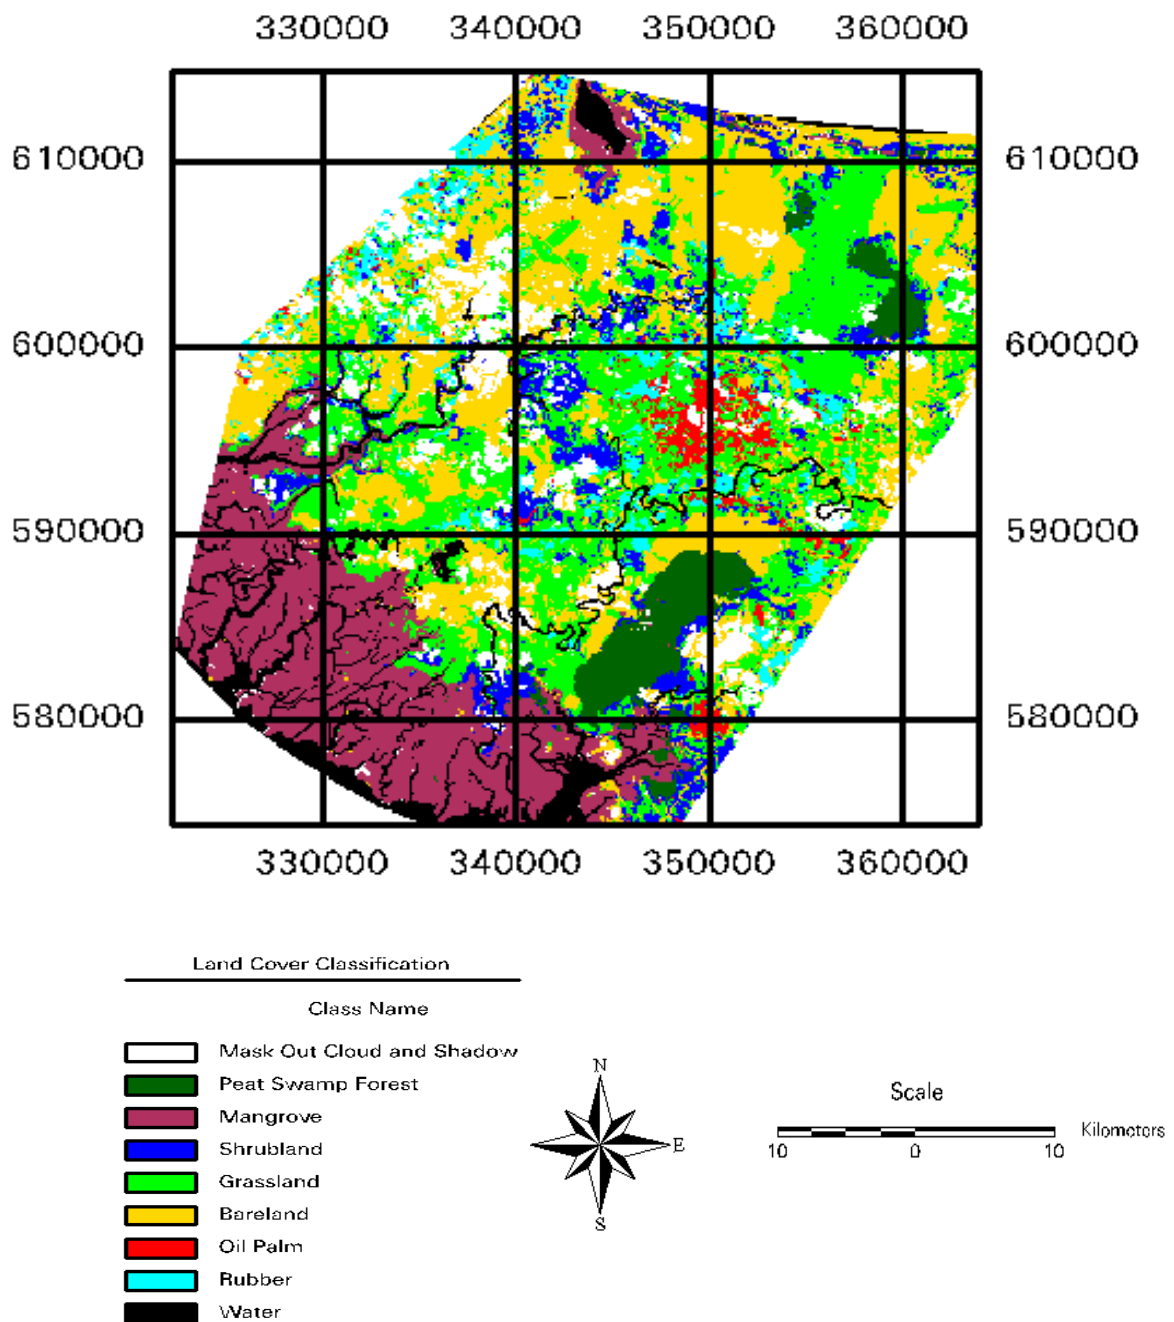 330000 340000 350000 360000
610000 610000
600000 600000
590000 590000
580000 580000
330000 340000 350000 360000
Land Cover Classification
Class Name
Mask Out Cloud and Shadow
Peat Swamp Forest
Mangrove
Shrubland
Grassland
Bareland
Oil Palm
Rubber
Water
N
E
S
Scale
Kilometers
10 0 10